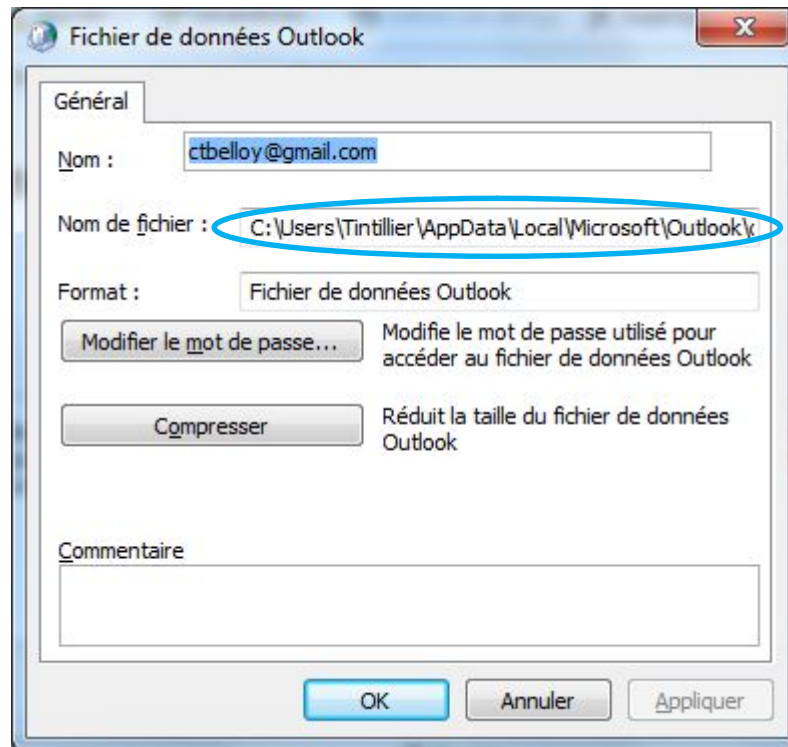 Fichier de données Outlook
Général
Nom :
ctbelloy@gmail.com
Nom de fichier :
C:\Users\Tintillier\AppData\Local\Microsoft\Outlook\
Format :
Fichier de données Outlook
Modifier le mot de passe...
Modifie le mot de passe utilisé pour
accéder au fichier de données Outlook
Compresser
Réduit la taille du fichier de données
Outlook
Commentaire
OK
Annuler
Appliquer